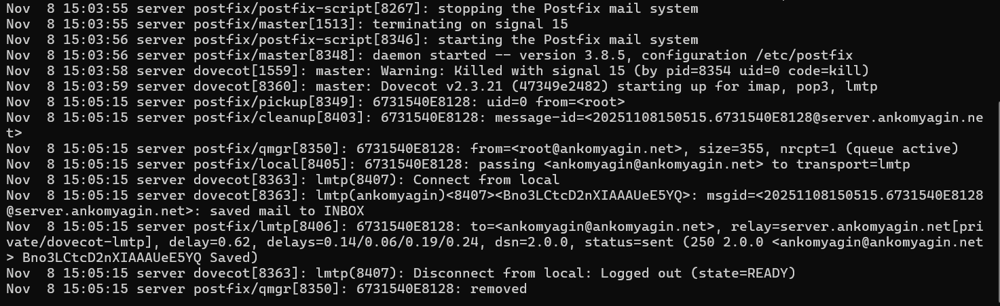 Nov  8 15:03:55 server postfix/postfix-script[8267]: stopping the Postfix mail system
Nov  8 15:03:55 server postfix/master[1513]: terminating on signal 15
Nov  8 15:03:56 server postfix/postfix-script[8346]: starting the Postfix mail system
Nov  8 15:03:56 server postfix/master[8348]: daemon started -- version 3.8.5, configuration /etc/postfix
Nov  8 15:03:58 server dovecot[1559]: master: Warning: Killed with signal 15 (by pid=8354 uid=0 code=kill)
Nov  8 15:03:59 server dovecot[8360]: master: Dovecot v2.3.21 (47349e2482) starting up for imap, pop3, lmtp
Nov  8 15:05:15 server postfix/pickup[8349]: 6731540E8128: uid=0 from=<root>
Nov  8 15:05:15 server postfix/cleanup[8403]: 6731540E8128: message-id=<20251108150515.6731540E8128@server.ankomyagin.ne
t>
Nov  8 15:05:15 server postfix/qmgr[8350]: 6731540E8128: from=<root@ankomyagin.net>, size=355, nrcpt=1 (queue active)
Nov  8 15:05:15 server postfix/local[8405]: 6731540E8128: passing <ankomyagin@ankomyagin.net> to transport=lmtp
Nov  8 15:05:15 server dovecot[8363]: lmtp(8407): Connect from local
Nov  8 15:05:15 server dovecot[8363]: lmtp(ankomyagin)<8407><Bno3LCtcD2nXIAAAUeE5YQ>: msgid=<20251108150515.6731540E8128
@server.ankomyagin.net>: saved mail to INBOX
Nov  8 15:05:15 server postfix/lmtp[8406]: 6731540E8128: to=<ankomyagin@ankomyagin.net>, relay=server.ankomyagin.net[pri
vate/dovecot-lmtp], delay=0.62, delays=0.14/0.06/0.19/0.24, dsn=2.0.0, status=sent (250 2.0.0 <ankomyagin@ankomyagin.net
> Bno3LCtcD2nXIAAAUeE5YQ Saved)
Nov  8 15:05:15 server dovecot[8363]: lmtp(8407): Disconnect from local: Logged out (state=READY)
Nov  8 15:05:15 server postfix/qmgr[8350]: 6731540E8128: removed